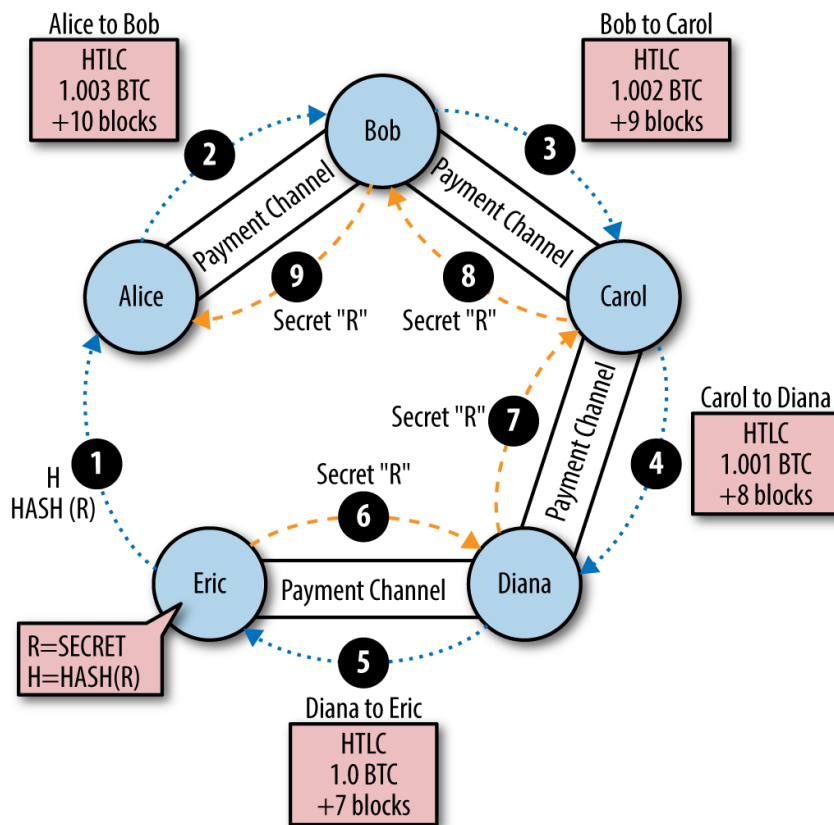 Alice to Bob
HTLC
1.003 BTC
+10 blocks
Bob to Carol
HTLC
1.002 BTC
+9 blocks
2
Bob
3
Payment Channel
Payment Channel
Alice
9
Secret "R"
8
Secret "R"
Carol
Secret "R"
7
Payment Channel
Carol to Diana
HTLC
1.001 BTC
+8 blocks
4
1
H
HASH (R)
Secret "R"
6
Eric
Payment Channel
Diana
R=SECRET
H=HASH(R)
5
Diana to Eric
HTLC
1.0 BTC
+7 blocks